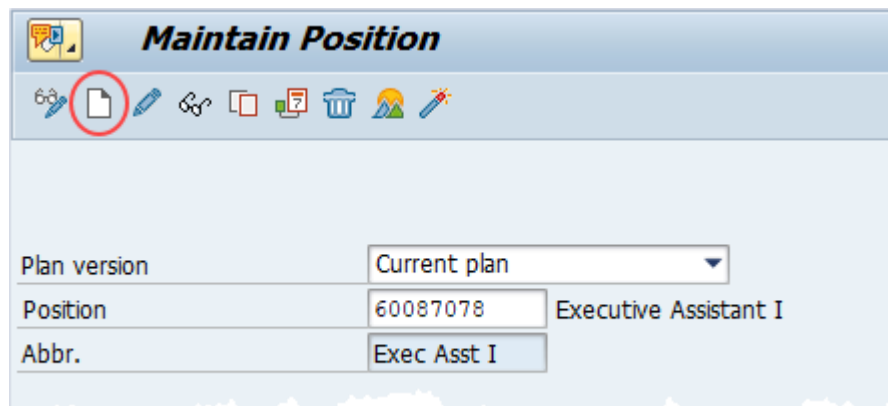 Maintain Position
Plan version Current plan
Position 60087078 Executive Assistant I
Abbr. Exec Asst I